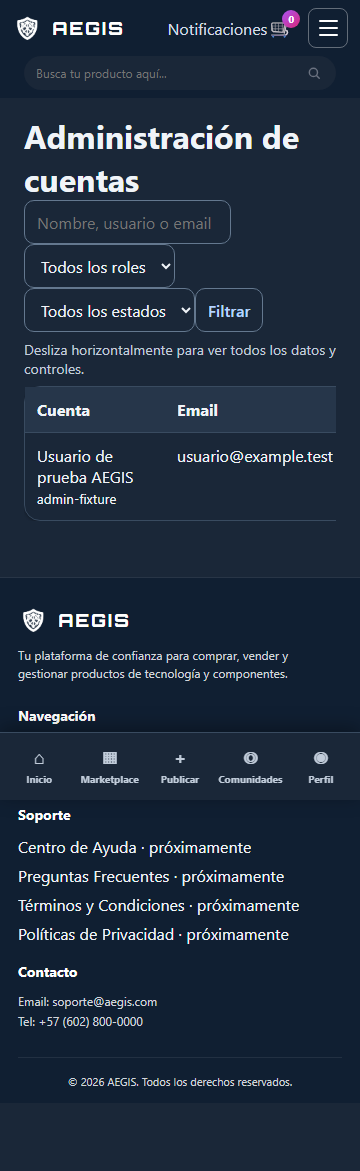 AEGIS
Notificaciones
0
Busca tu producto aquí...
Administración de
cuentas
Nombre, usuario o email
Todos los roles
Todos los estados
Filtrar
Desliza horizontalmente para ver todos los datos y
controles.
Cuenta
Email
Usuario de
prueba AEGIS
admin-fixture
usuario@example.test
AEGIS
Tu plataforma de confianza para comprar, vender y
gestionar productos de tecnología y componentes.
Navegación
Inicio
Marketplace
Publicar
Comunidades
Perfil
Soporte
Centro de Ayuda · próximamente
Preguntas Frecuentes · próximamente
Términos y Condiciones · próximamente
Políticas de Privacidad · próximamente
Contacto
Email: soporte@aegis.com
Tel: +57 (602) 800-0000
© 2026 AEGIS. Todos los derechos reservados.